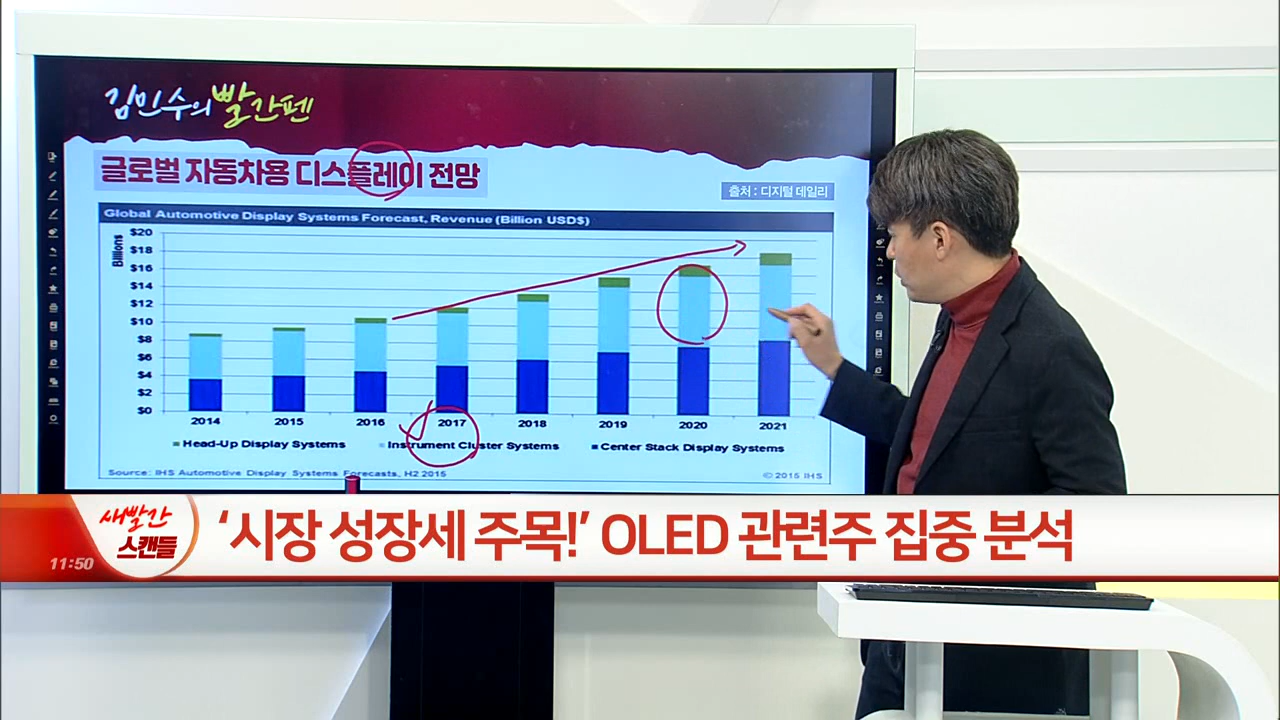 김민수의 빨간펜
글로벌 자동차용 디스플레이 전망
출처 : 디지털 데일리
Global Automotive Display Systems Forecast, Revenue (Billion USD$)
Billions
$20
$18
$16
$14
$12
$10
$8
$6
$4
$2
$0
2014 2015 2016 2017 2018 2019 2020 2021
Head-Up Display Systems Instrument Cluster Systems Center Stack Display Systems
Source: IHS Automotive Display Systems Forecasts, H2 2015
© 2015 IHS
새빨간
스캔들
11:50
‘시장 성장세 주목!’ OLED 관련주 집중 분석